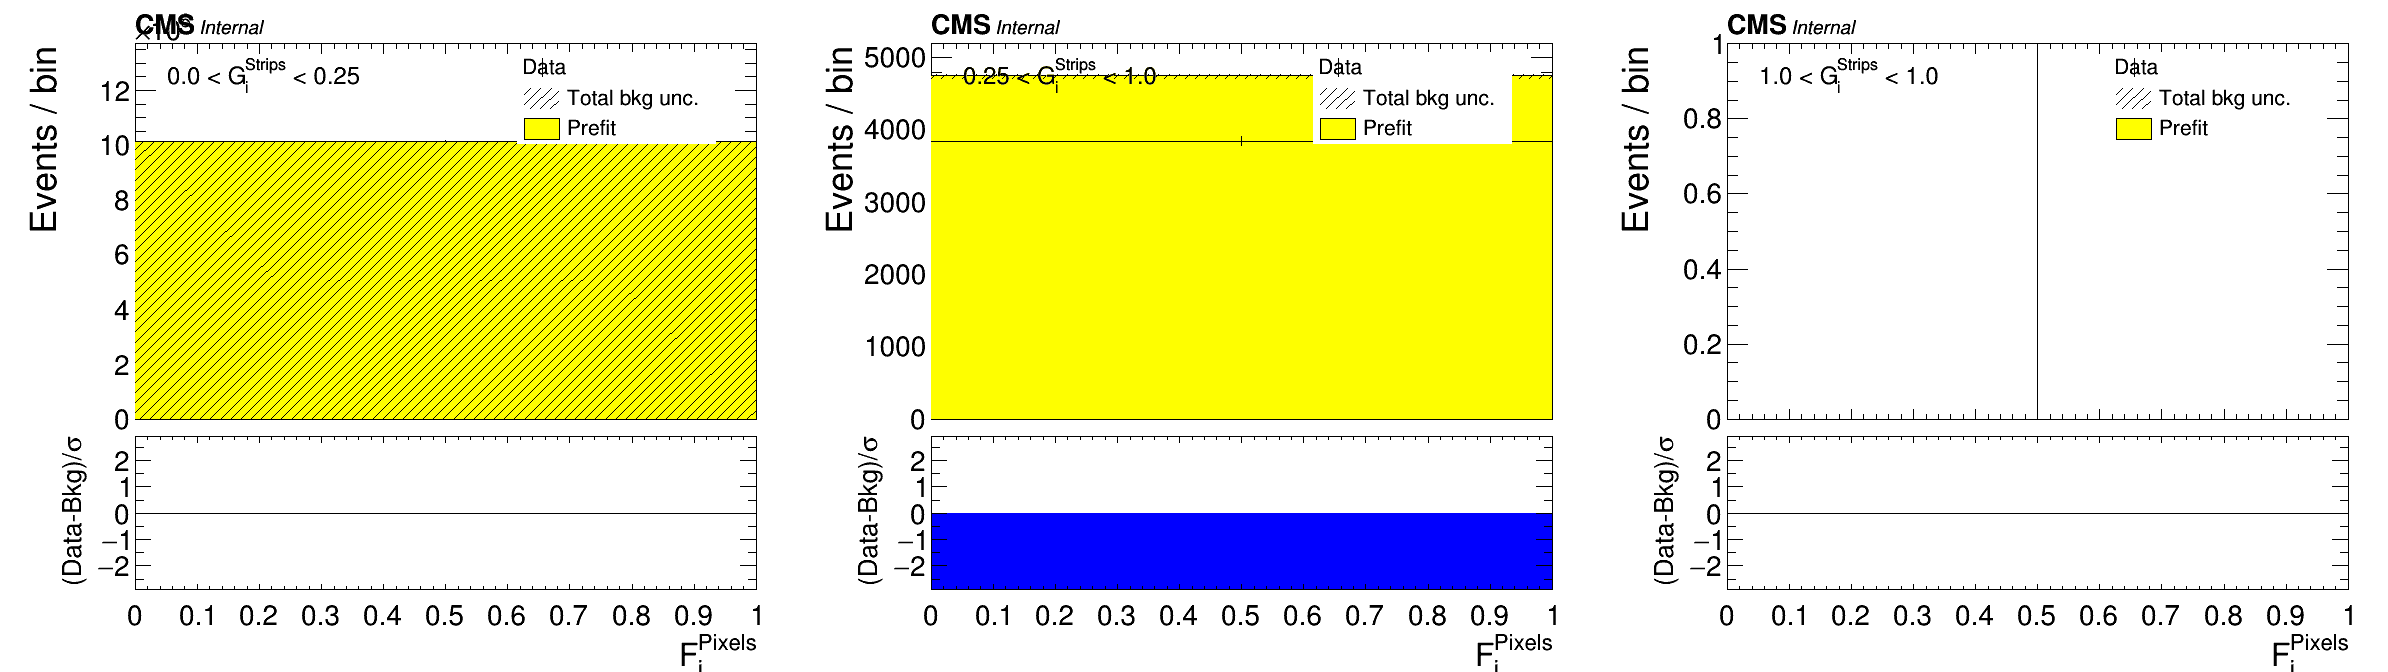 CMS Internal
0.0 < G_i^Strips < 0.25
Data
Total bkg unc.
Prefit
Events / bin
12
10
8
6
4
2
0
(Data-Bkg)/σ
2
1
0
−1
−2
0 0.1 0.2 0.3 0.4 0.5 0.6 0.7 0.8 0.9 1
F_i^Pixels
CMS Internal
0.25 < G_i^Strips < 1.0
Data
Total bkg unc.
Prefit
Events / bin
5000
4000
3000
2000
1000
0
(Data-Bkg)/σ
2
1
0
−1
−2
0 0.1 0.2 0.3 0.4 0.5 0.6 0.7 0.8 0.9 1
F_i^Pixels
CMS Internal
1.0 < G_i^Strips < 1.0
Data
Total bkg unc.
Prefit
Events / bin
1
0.8
0.6
0.4
0.2
0
(Data-Bkg)/σ
2
1
0
−1
−2
0 0.1 0.2 0.3 0.4 0.5 0.6 0.7 0.8 0.9 1
F_i^Pixels